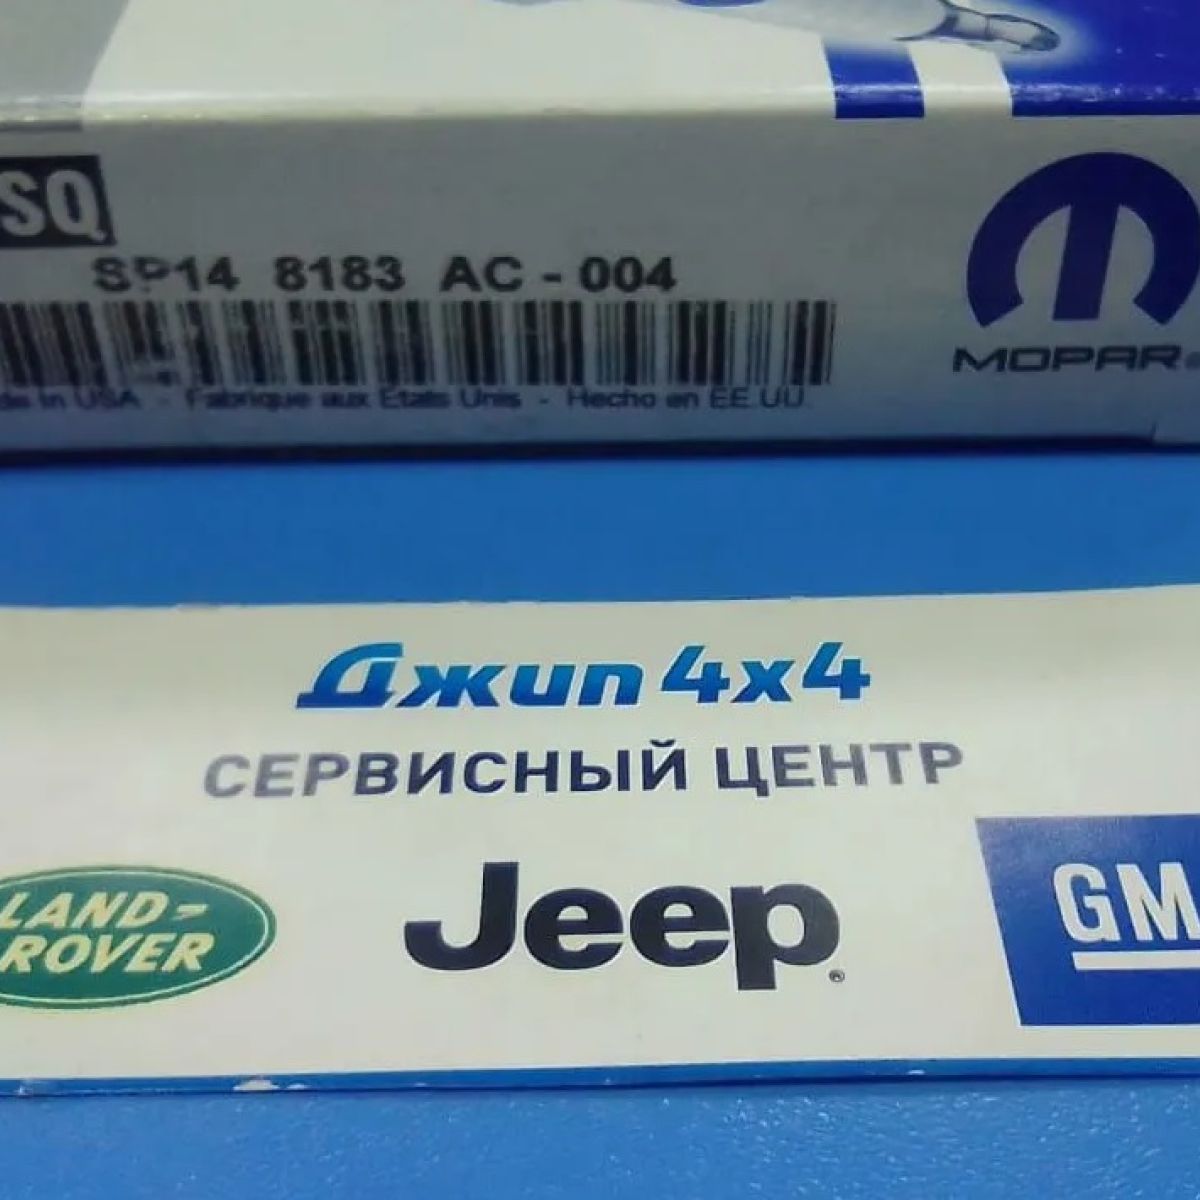 SQ
SP14 8183 AC - 004
MOPAR
de In USA - Fabrique aux Etats Unis - Hecho en EE.UU.
Джип 4x4
СЕРВИСНЫЙ ЦЕНТР
LAND-
ROVER
Jeep®
GM